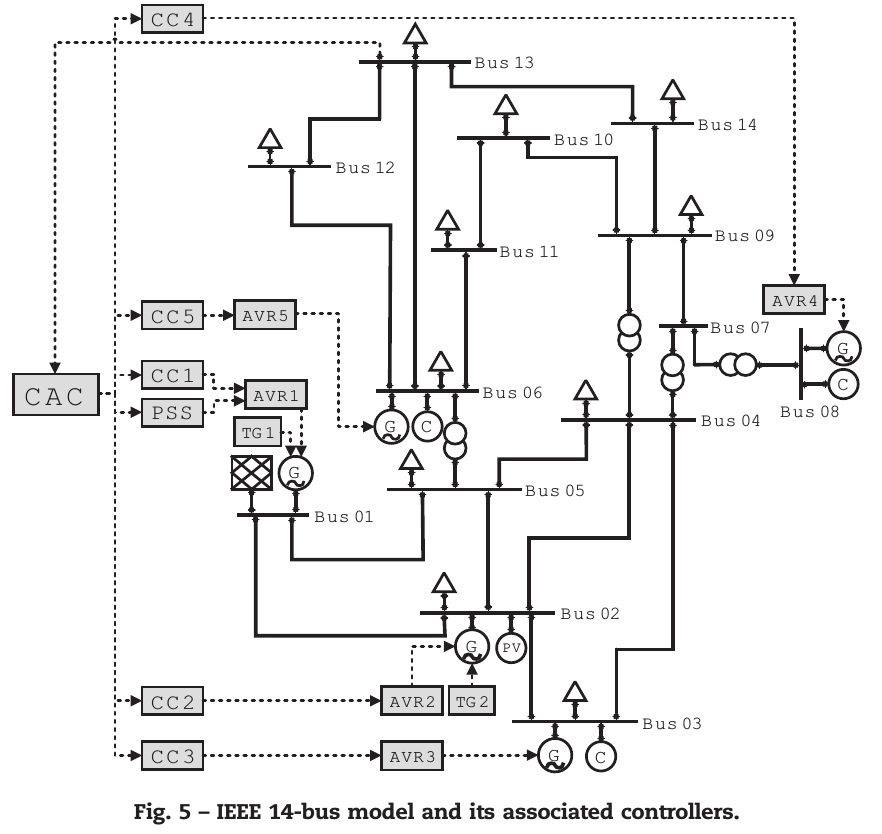 CC4
Bus 13
Bus 14
Bus 10
Bus 12
Bus 09
Bus 11
AVR4
CC5
AVR5
Bus 07
G
CC1
Bus 06
C
CAC
AVR1
Bus 08
PSS
G
C
Bus 04
TG1
G
Bus 05
Bus 01
Bus 02
G
PV
CC2
AVR2
TG2
Bus 03
CC3
AVR3
G
C
Fig. 5 – IEEE 14-bus model and its associated controllers.